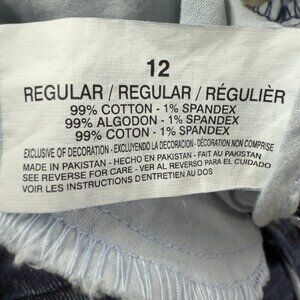 12
REGULAR / REGULAR / RÉGULIÈR
99% COTTON - 1% SPANDEX
99% ALGODON - 1% SPANDEX
99% COTON - 1% SPANDEX
EXCLUSIVE OF DECORATION - EXCLUYENDO LA DECORACION - DÉCORATION NON COMPRISE
MADE IN PAKISTAN - HECHO EN PAKISTAN - FAIT AU PAKISTAN
SEE REVERSE FOR CARE - VER AL REVERSO PARA EL CUIDADO
VOIR LES INSTRUCTIONS D'ENTRETIEN AU DOS